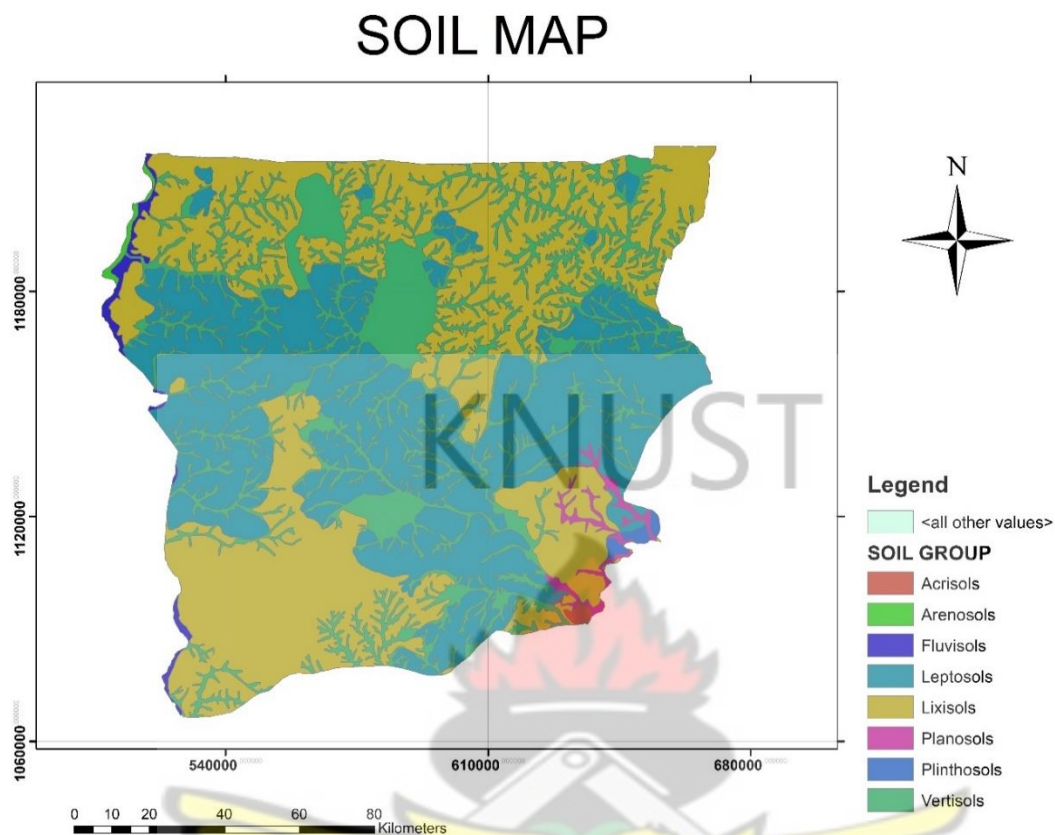 SOIL MAP
N
1180000
1120000
1060000
540000
610000
680000
KNUST
Legend
<all other values>
SOIL GROUP
Acrisols
Arenosols
Fluvisols
Leptosols
Lixisols
Planosols
Plinthosols
Vertisols
0 10 20 40 60 80
Kilometers